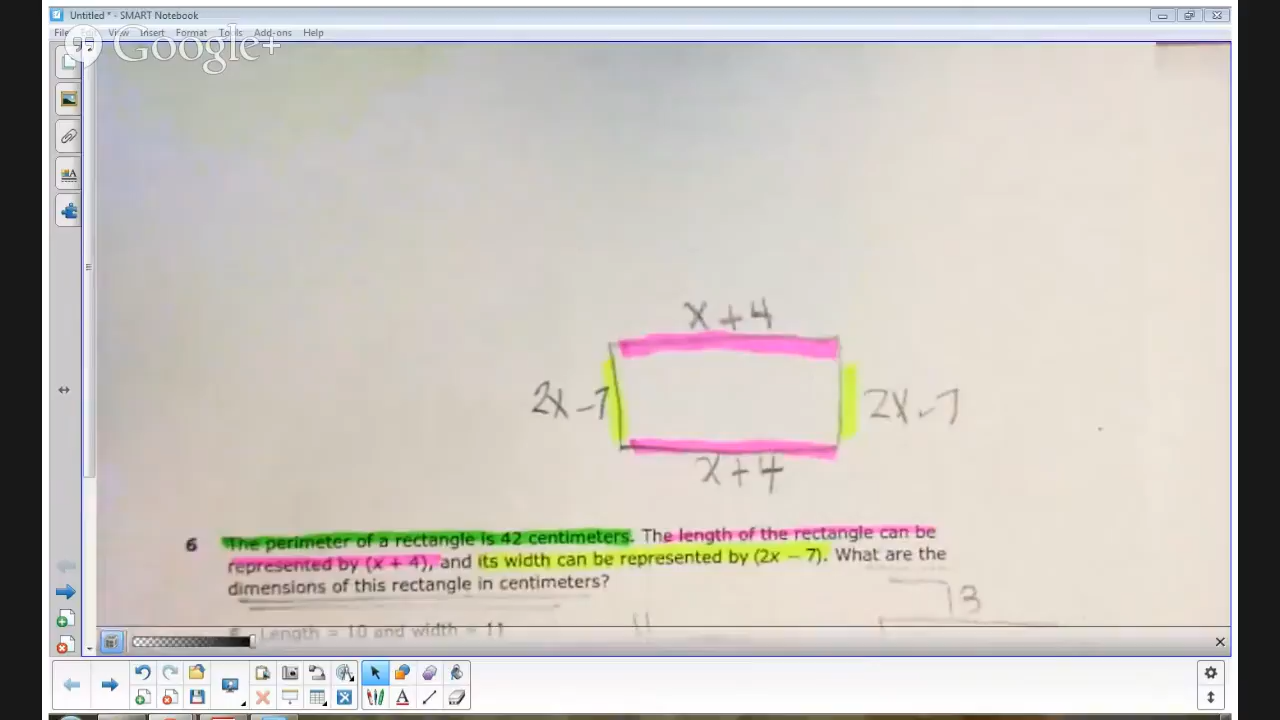 Untitled * - SMART Notebook
View Insert Format Tools Add-ons Help
Google+
x + 4
2x - 7
2x - 7
x + 4
6 The perimeter of a rectangle is 42 centimeters. The length of the rectangle can be
represented by (x + 4), and its width can be represented by (2x − 7). What are the
dimensions of this rectangle in centimeters?
13
Length = 10 and width = 11